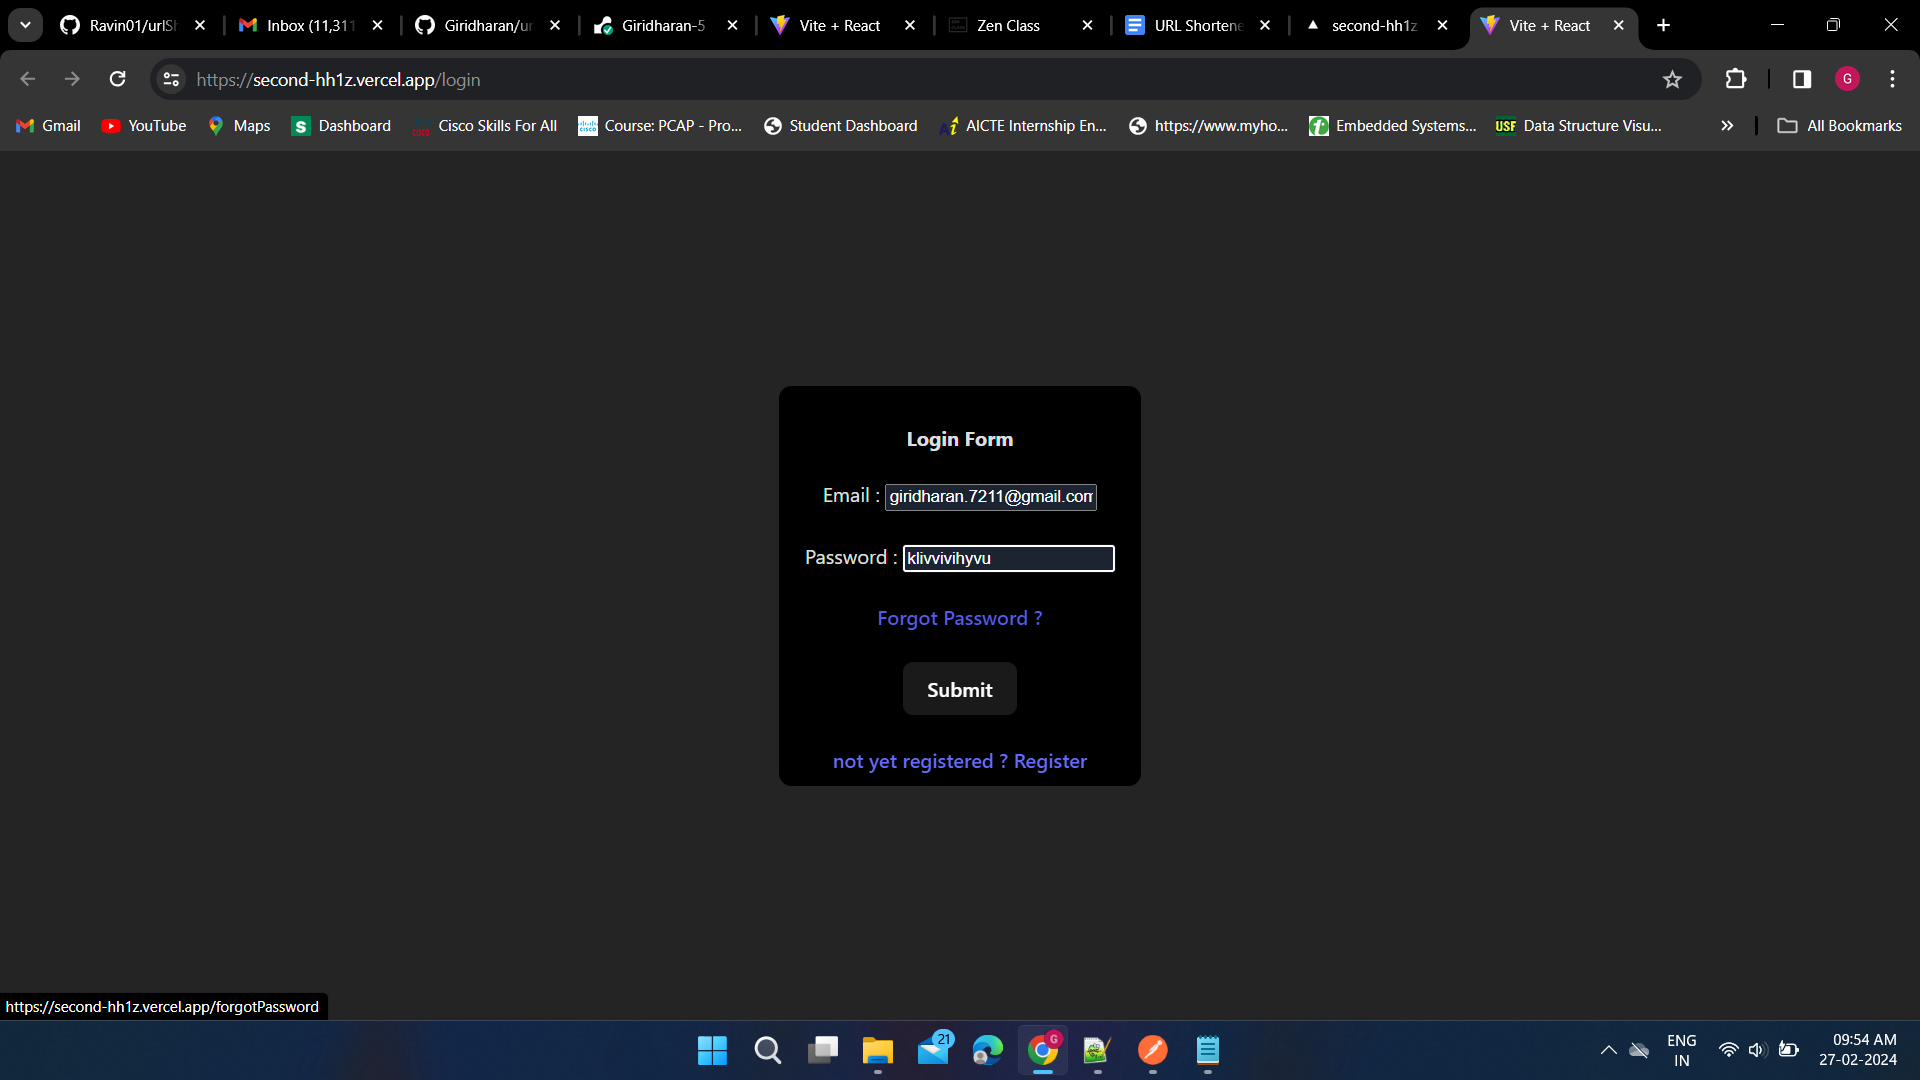 Ravin01/urlSh
Inbox (11,311
Giridharan/ur
Giridharan-5
Vite + React
Zen Class
URL Shortene
second-hh1z
Vite + React
https://second-hh1z.vercel.app/login
G
Gmail
YouTube
Maps
Dashboard
Cisco Skills For All
Course: PCAP - Pro...
Student Dashboard
AICTE Internship En...
https://www.myho...
Embedded Systems...
USF
Data Structure Visu...
All Bookmarks
Login Form
Email : giridharan.7211@gmail.com
Password : klivvivihyvu
Forgot Password ?
Submit
not yet registered ? Register
https://second-hh1z.vercel.app/forgotPassword
21
G
ENG
IN
09:54 AM
27-02-2024